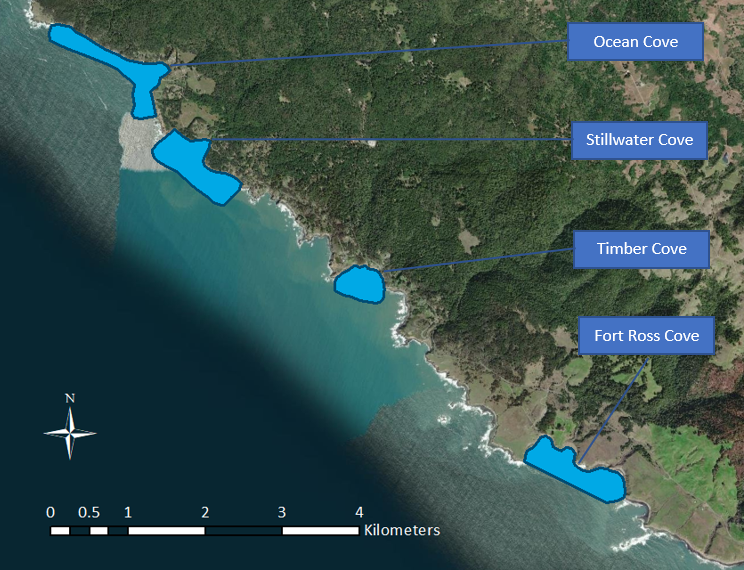 Ocean Cove
Stillwater Cove
Timber Cove
Fort Ross Cove
N
0 0.5 1 2 3 4
Kilometers